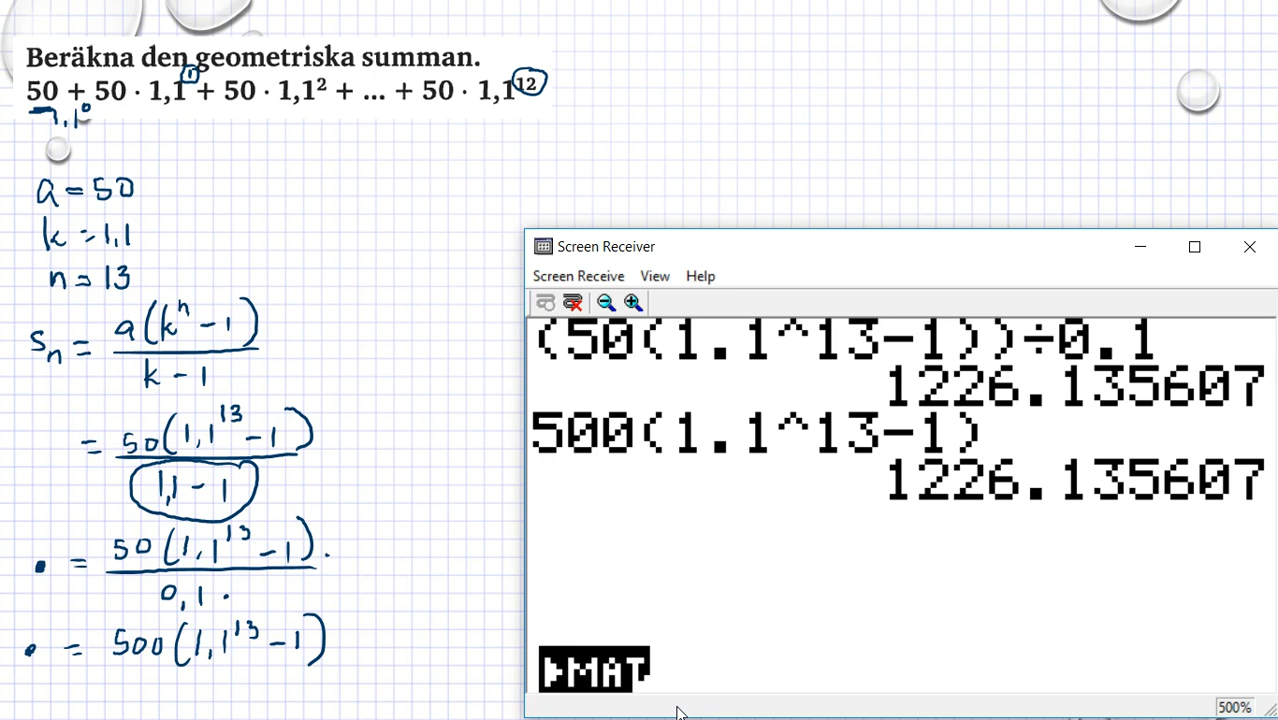 Beräkna den geometriska summan.
50 + 50 · 1,1¹ + 50 · 1,1² + ... + 50 · 1,1¹²
· 1,1⁰
a = 50
k = 1,1
n = 13
Sₙ = a(kⁿ - 1) / k - 1
= 50(1,1¹³ - 1) / 1,1 - 1
= 50(1,1¹³ - 1) / 0,1
= 500(1,1¹³ - 1)
Screen Receiver
Screen Receive View Help
(50(1.1^13-1))÷0.1
1226.135607
500(1.1^13-1)
1226.135607
▶MAT
500%